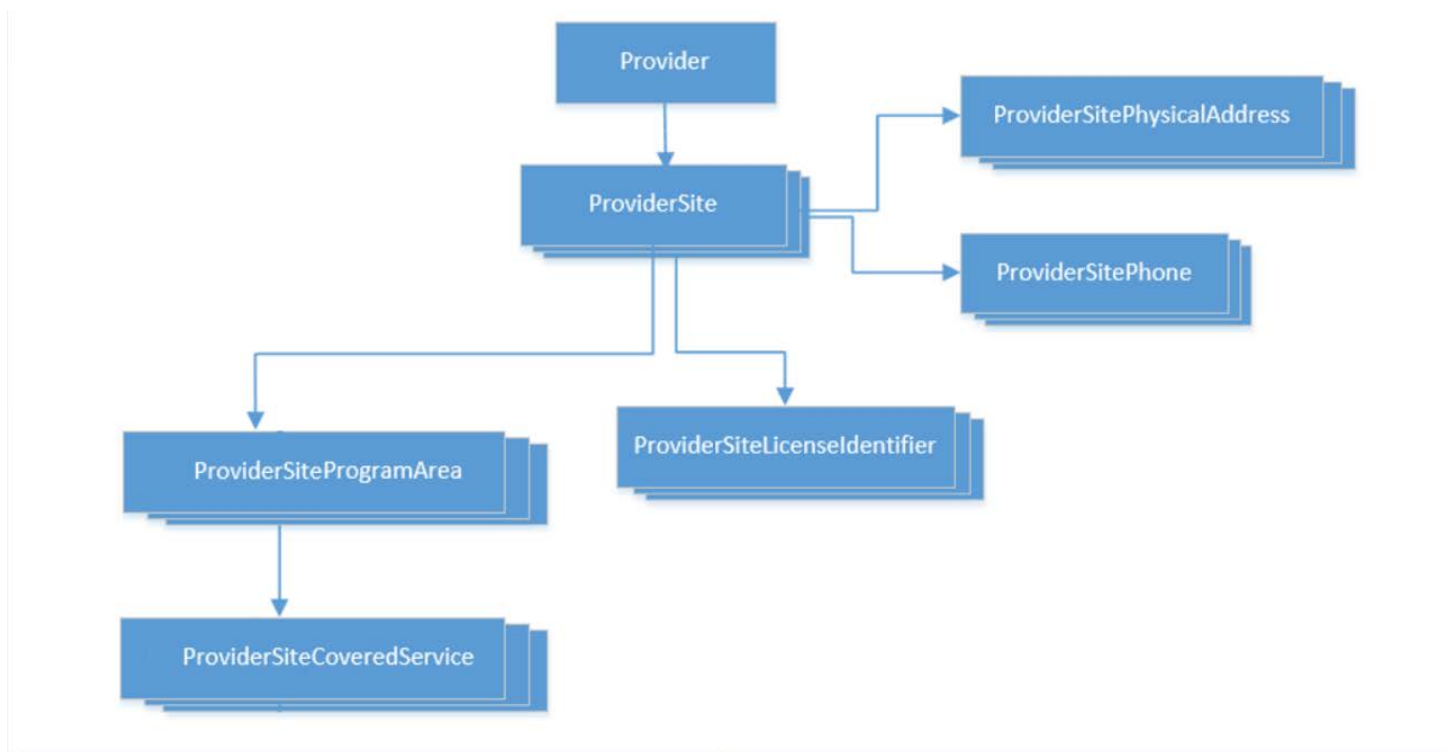 Provider
ProviderSitePhysicalAddress
ProviderSite
ProviderSitePhone
ProviderSiteLicenseIdentifier
ProviderSiteProgramArea
ProviderSiteCoveredService